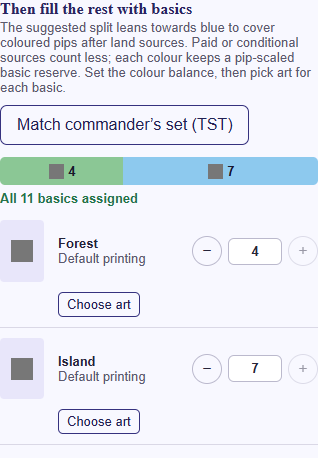 Then fill the rest with basics
The suggested split leans towards blue to cover
coloured pips after land sources. Paid or conditional
sources count less; each colour keeps a pip-scaled
basic reserve. Set the colour balance, then pick art for
each basic.
Match commander's set (TST)
4 7
All 11 basics assigned
Forest
Default printing
− 4 +
Choose art
Island
Default printing
− 7 +
Choose art